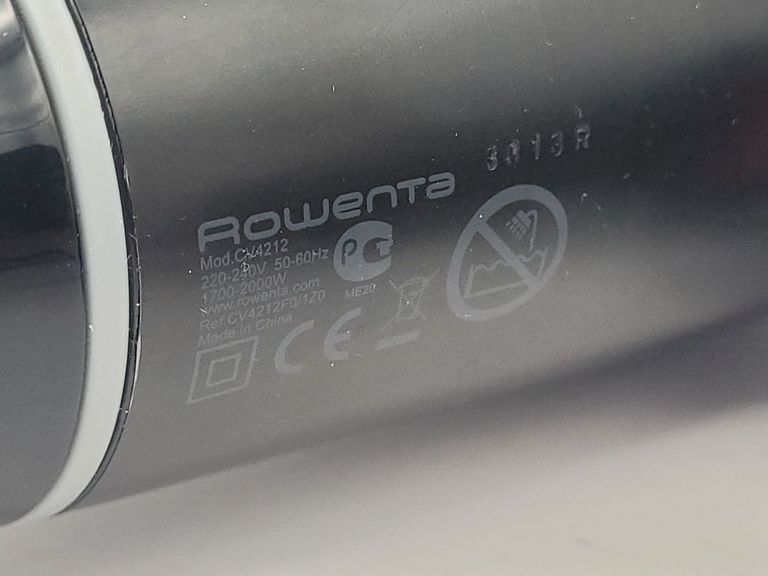 3313R
Rowenta
Mod.CV4212
220-240V 50-60Hz
1700-2000W
www.rowenta.com
Ref CV4212F0/1Z0
Made in China
PC
ME20
CE